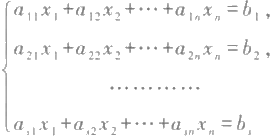 a₁₁x₁+a₁₂x₂+⋯+a₁ₙxₙ=b₁,
a₂₁x₁+a₂₂x₂+⋯+a₂ₙxₙ=b₂,
…………
aₛ₁x₁+aₛ₂x₂+⋯+aₛₙxₙ=bₛ